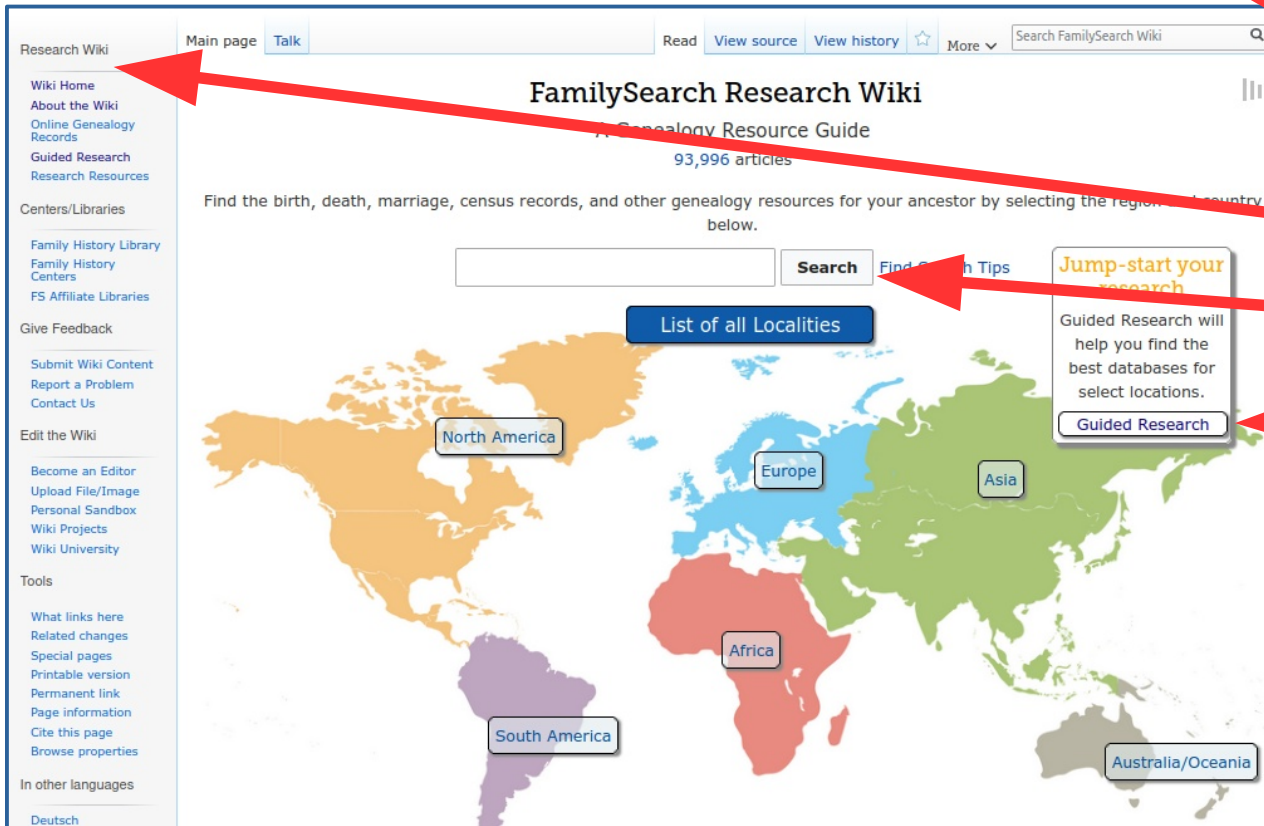 Research Wiki
Wiki Home
About the Wiki
Online Genealogy
Records
Guided Research
Research Resources
Centers/Libraries
Family History Library
Family History
Centers
FS Affiliate Libraries
Give Feedback
Submit Wiki Content
Report a Problem
Contact Us
Edit the Wiki
Become an Editor
Upload File/Image
Personal Sandbox
Wiki Projects
Wiki University
Tools
What links here
Related changes
Special pages
Printable version
Permanent link
Page information
Cite this page
Browse properties
In other languages
Deutsch
Main page Talk
Read View source View history More Search FamilySearch Wiki
FamilySearch Research Wiki
A Genealogy Resource Guide
93,996 articles
Find the birth, death, marriage, census records, and other genealogy resources for your ancestor by selecting the region and country
below.
Search Find Search Tips
List of all Localities
Jump-start your
research
Guided Research will
help you find the
best databases for
select locations.
Guided Research
North America
Europe
Asia
Africa
South America
Australia/Oceania